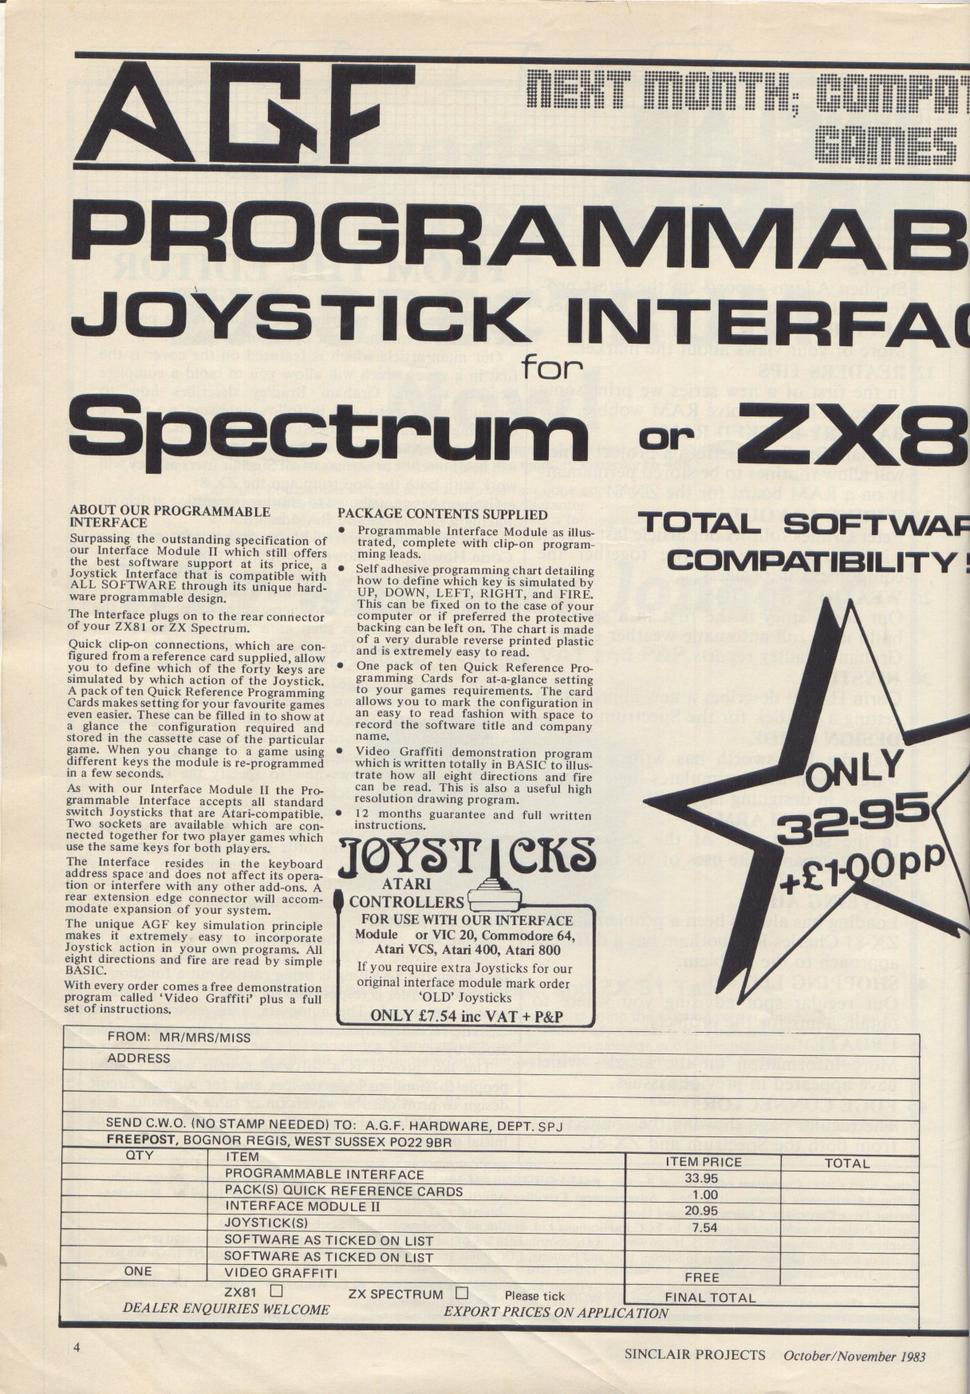 AGF
NEXT MONTH; COMPAT
GAMES
PROGRAMMAB
JOYSTICK INTERFAC
for
Spectrum or ZX8
ABOUT OUR PROGRAMMABLE
INTERFACE
Surpassing the outstanding specification of
our Interface Module II which still offers
the best software support at its price, a
Joystick Interface that is compatible with
ALL SOFTWARE through its unique hard-
ware programmable design.
The Interface plugs on to the rear connector
of your ZX81 or ZX Spectrum.
Quick clip-on connections, which are con-
figured from a reference card supplied, allow
you to define which of the forty keys are
simulated by which action of the Joystick.
A pack of ten Quick Reference Programming
Cards makes setting for your favourite games
even easier. These can be filled in to show at
a glance the configuration required and
stored in the cassette case of the particular
game. When you change to a game using
different keys the module is re-programmed
in a few seconds.
As with our Interface Module II the Pro-
grammable Interface accepts all standard
switch Joysticks that are Atari-compatible.
Two sockets are available which are con-
nected together for two player games which
use the same keys for both players.
The Interface resides in the keyboard
address space and does not affect its opera-
tion or interfere with any other add-ons. A
rear extension edge connector will accom-
modate expansion of your system.
The unique AGF key simulation principle
makes it extremely easy to incorporate
Joystick action in your own programs. All
eight directions and fire are read by simple
BASIC.
With every order comes a free demonstration
program called 'Video Graffiti' plus a full
set of instructions.
PACKAGE CONTENTS SUPPLIED
• Programmable Interface Module as illus-
trated, complete with clip-on program-
ming leads.
• Self adhesive programming chart detailing
how to define which key is simulated by
UP, DOWN, LEFT, RIGHT, and FIRE.
This can be fixed on to the case of your
computer or if preferred the protective
backing can be left on. The chart is made
of a very durable reverse printed plastic
and is extremely easy to read.
• One pack of ten Quick Reference Pro-
gramming Cards for at-a-glance setting
to your games requirements. The card
allows you to mark the configuration in
an easy to read fashion with space to
record the software title and company
name.
• Video Graffiti demonstration program
which is written totally in BASIC to illus-
trate how all eight directions and fire
can be read. This is also a useful high
resolution drawing program.
• 12 months guarantee and full written
instructions.
JOYSTICKS
ATARI
CONTROLLERS
FOR USE WITH OUR INTERFACE
Module or VIC 20, Commodore 64,
Atari VCS, Atari 400, Atari 800
If you require extra Joysticks for our
original interface module mark order
'OLD' Joysticks
ONLY £7.54 inc VAT + P&P
TOTAL SOFTWAR
COMPATIBILITY !
ONLY
32·95
+£1·00pp
FROM: MR/MRS/MISS
ADDRESS
SEND C.W.O. (NO STAMP NEEDED) TO: A.G.F. HARDWARE, DEPT. SPJ
FREEPOST, BOGNOR REGIS, WEST SUSSEX PO22 9BR
QTY ITEM ITEM PRICE TOTAL
PROGRAMMABLE INTERFACE 33.95
PACK(S) QUICK REFERENCE CARDS 1.00
INTERFACE MODULE II 20.95
JOYSTICK(S) 7.54
SOFTWARE AS TICKED ON LIST
SOFTWARE AS TICKED ON LIST
ONE VIDEO GRAFFITI FREE
ZX81 ZX SPECTRUM Please tick FINAL TOTAL
DEALER ENQUIRIES WELCOME EXPORT PRICES ON APPLICATION
4
SINCLAIR PROJECTS October/November 1983